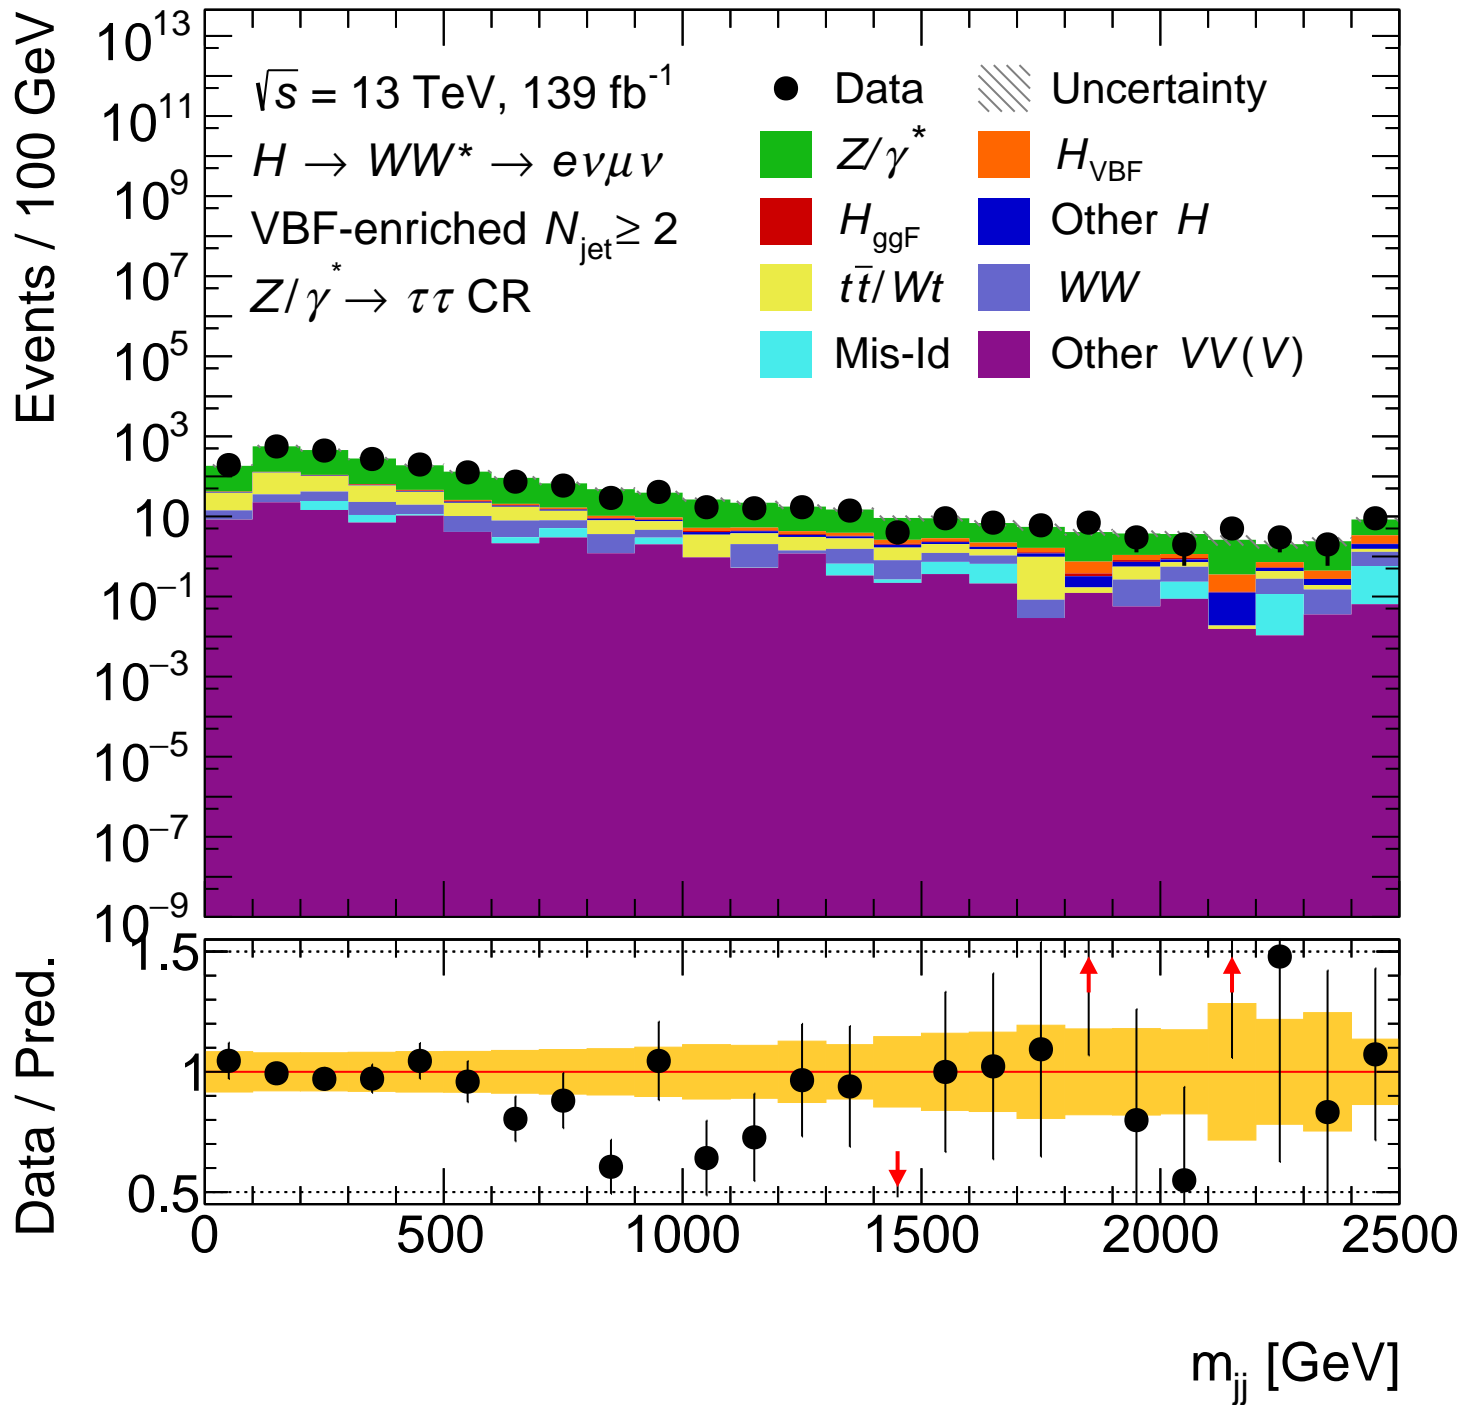 Events / 100 GeV
10¹³
10¹¹
10⁹
10⁷
10⁵
10³
10
10⁻¹
10⁻³
10⁻⁵
10⁻⁷
10⁻⁹
√s = 13 TeV, 139 fb⁻¹
H → WW* → eνμν
VBF-enriched N_jet ≥ 2
Z/γ* → ττ CR
Data
Uncertainty
Z/γ*
H_VBF
H_ggF
Other H
tt̄/Wt
WW
Mis-Id
Other VV(V)
Data / Pred.
1.5
1
0.5
0 500 1000 1500 2000 2500
m_jj [GeV]